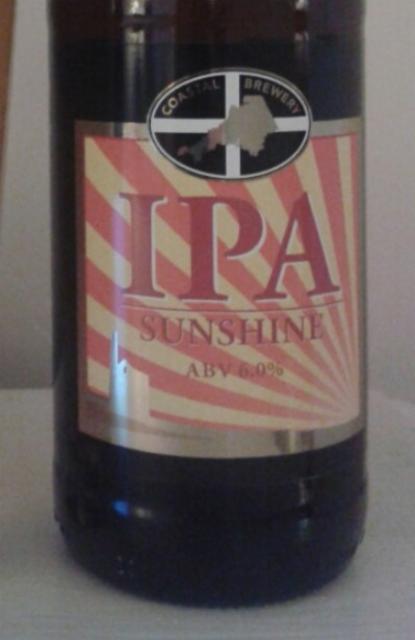 COASTAL BREWERY
IPA
SUNSHINE
ABV 6.0%